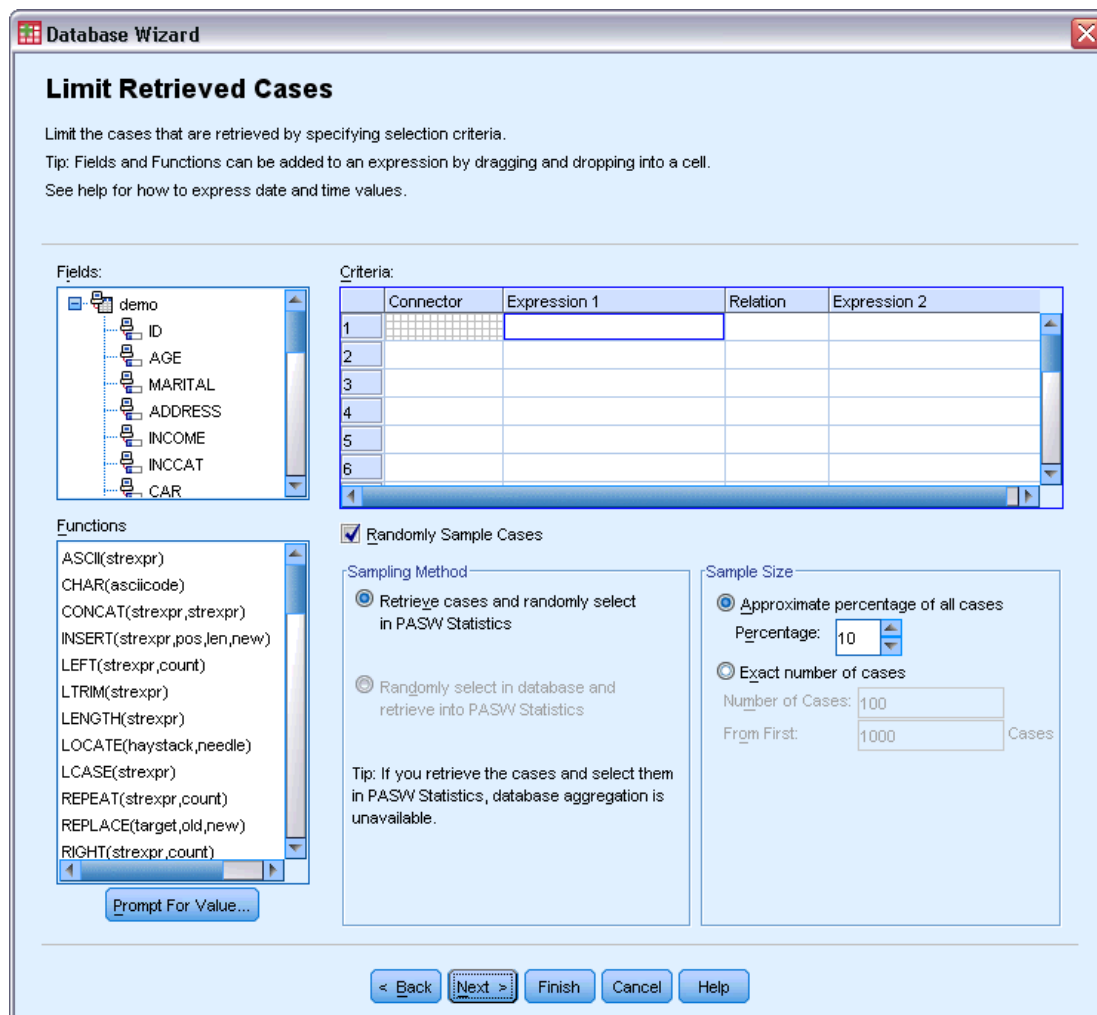 Database Wizard
Limit Retrieved Cases
Limit the cases that are retrieved by specifying selection criteria.
Tip: Fields and Functions can be added to an expression by dragging and dropping into a cell.
See help for how to express date and time values.
Fields:
demo
ID
AGE
MARITAL
ADDRESS
INCOME
INCCAT
CAR
Criteria:
Connector Expression 1 Relation Expression 2
1
2
3
4
5
6
Functions
ASCII(strexpr)
CHAR(asciicode)
CONCAT(strexpr,strexpr)
INSERT(strexpr,pos,len,new)
LEFT(strexpr,count)
LTRIM(strexpr)
LENGTH(strexpr)
LOCATE(haystack,needle)
LCASE(strexpr)
REPEAT(strexpr,count)
REPLACE(target,old,new)
RIGHT(strexpr,count)
Prompt For Value...
Randomly Sample Cases
Sampling Method
Retrieve cases and randomly select
in PASW Statistics
Randomly select in database and
retrieve into PASW Statistics
Tip: If you retrieve the cases and select them
in PASW Statistics, database aggregation is
unavailable.
Sample Size
Approximate percentage of all cases
Percentage: 10
Exact number of cases
Number of Cases: 100
From First: 1000 Cases
< Back Next > Finish Cancel Help